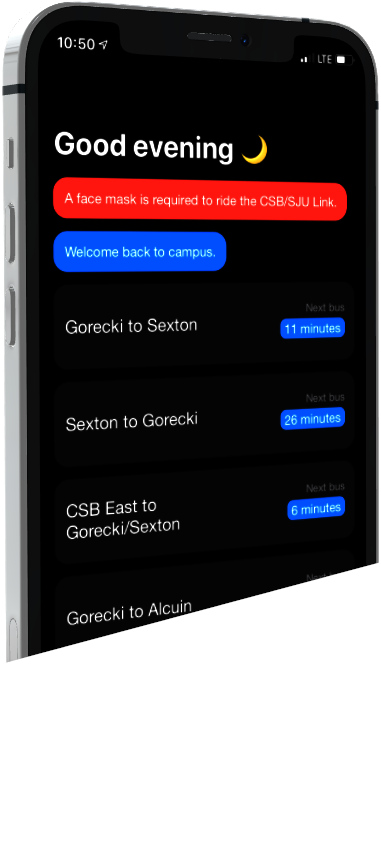 10:50
LTE
Good evening 🌙
A face mask is required to ride the CSB/SJU Link.
Welcome back to campus.
Next bus
Gorecki to Sexton
11 minutes
Next bus
Sexton to Gorecki
26 minutes
Next bus
CSB East to
Gorecki/Sexton
6 minutes
Gorecki to Alcuin